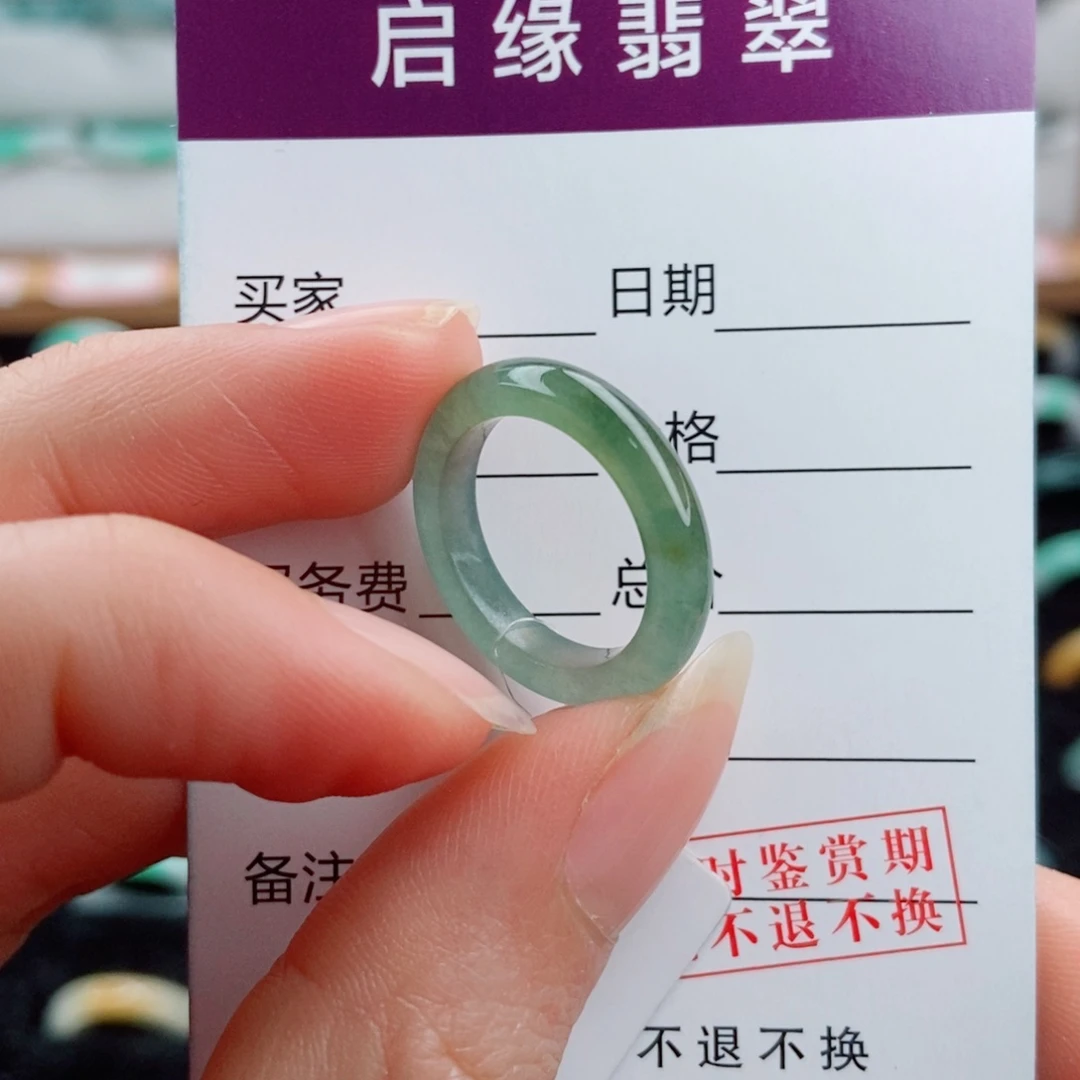 启缘翡翠
买家 日期
格
务费 总
备注
时鉴赏期
不退不换
不退不换